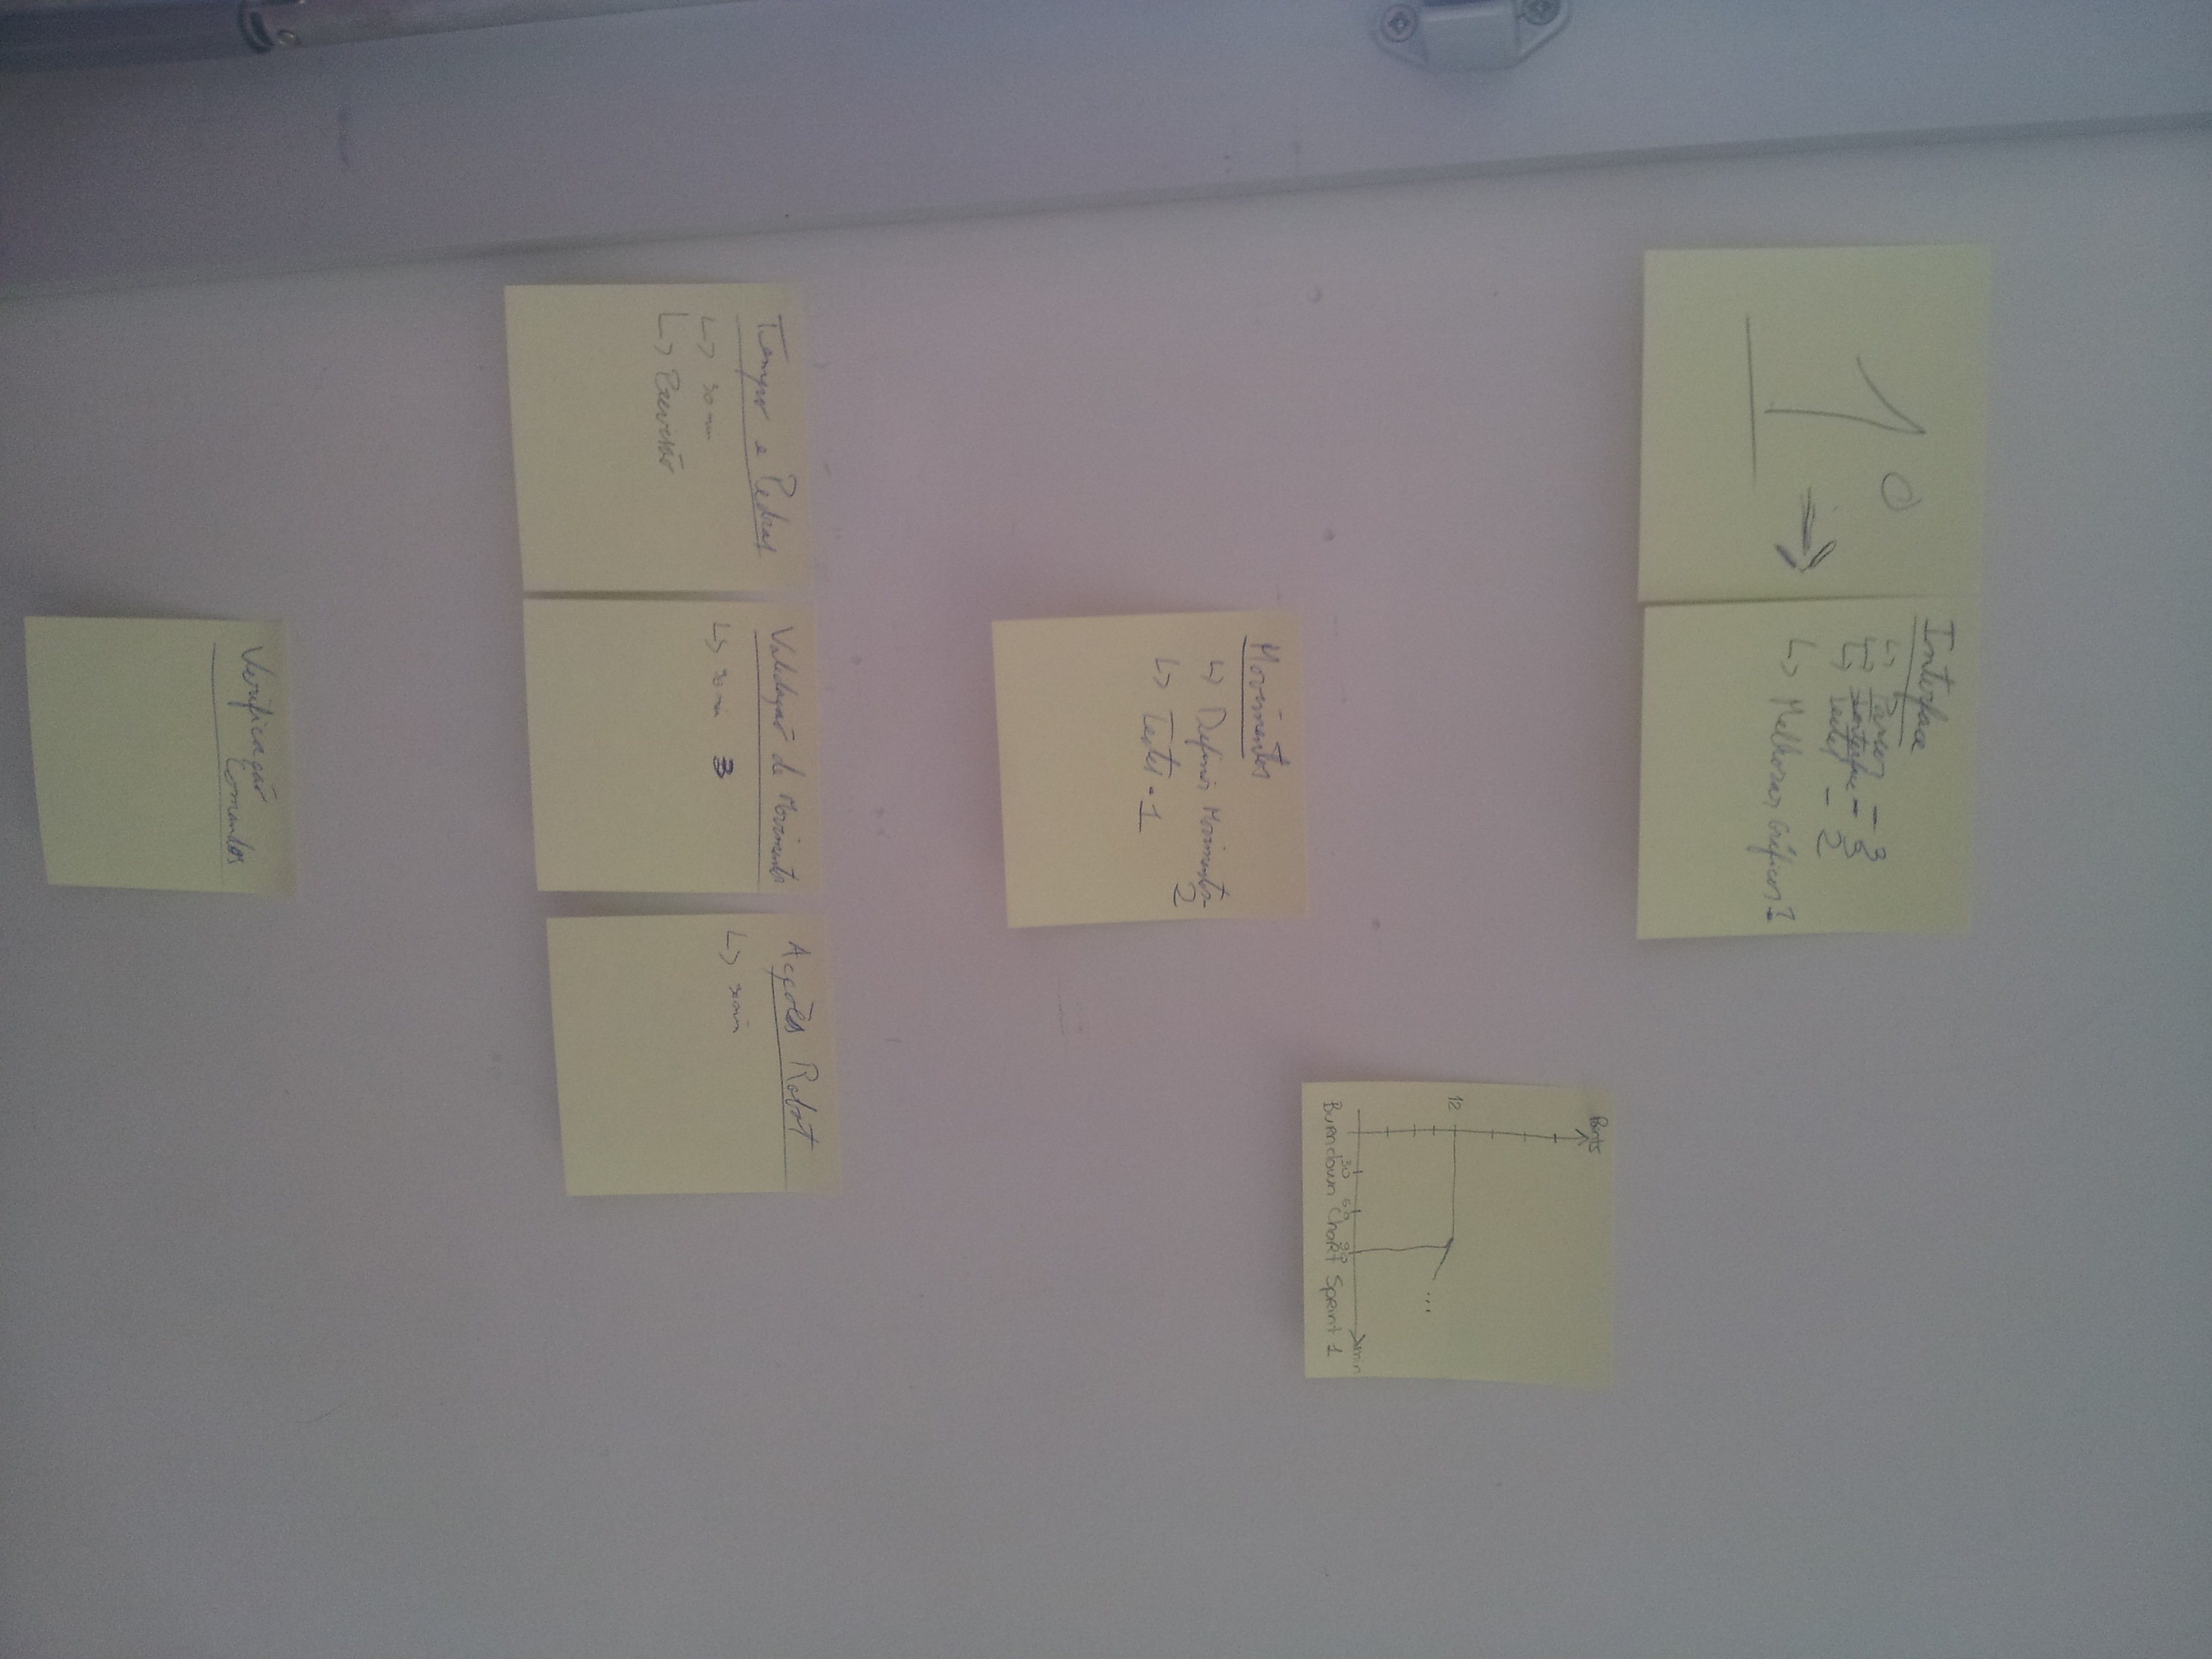 1º →
Interface
↳ Parser - 3
↳ Interface - 3
↳ Testes - 2
↳ Melhorar Gráficos?
Points
12
30 60 90 min
...
Burndown Chart Sprint 1
Movimentos
↳ Definir Movimentos -
2
↳ Testes - 1
Tempo e Pedras
↳ 30 min
↳
Validação de Movimentos
↳ 30 min 3
Acções Robot
↳ 30 min
Verificação
Comandos